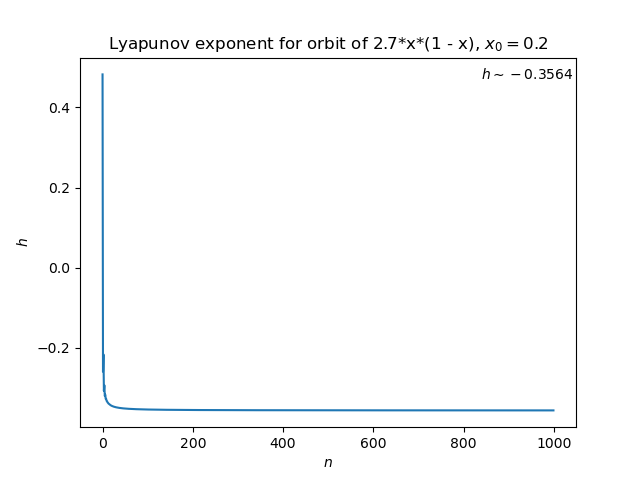 Lyapunov exponent for orbit of 2.7*x*(1 - x), x₀ = 0.2
h ∼ −0.3564
0.4
0.2
0.0
−0.2
h
0 200 400 600 800 1000
n